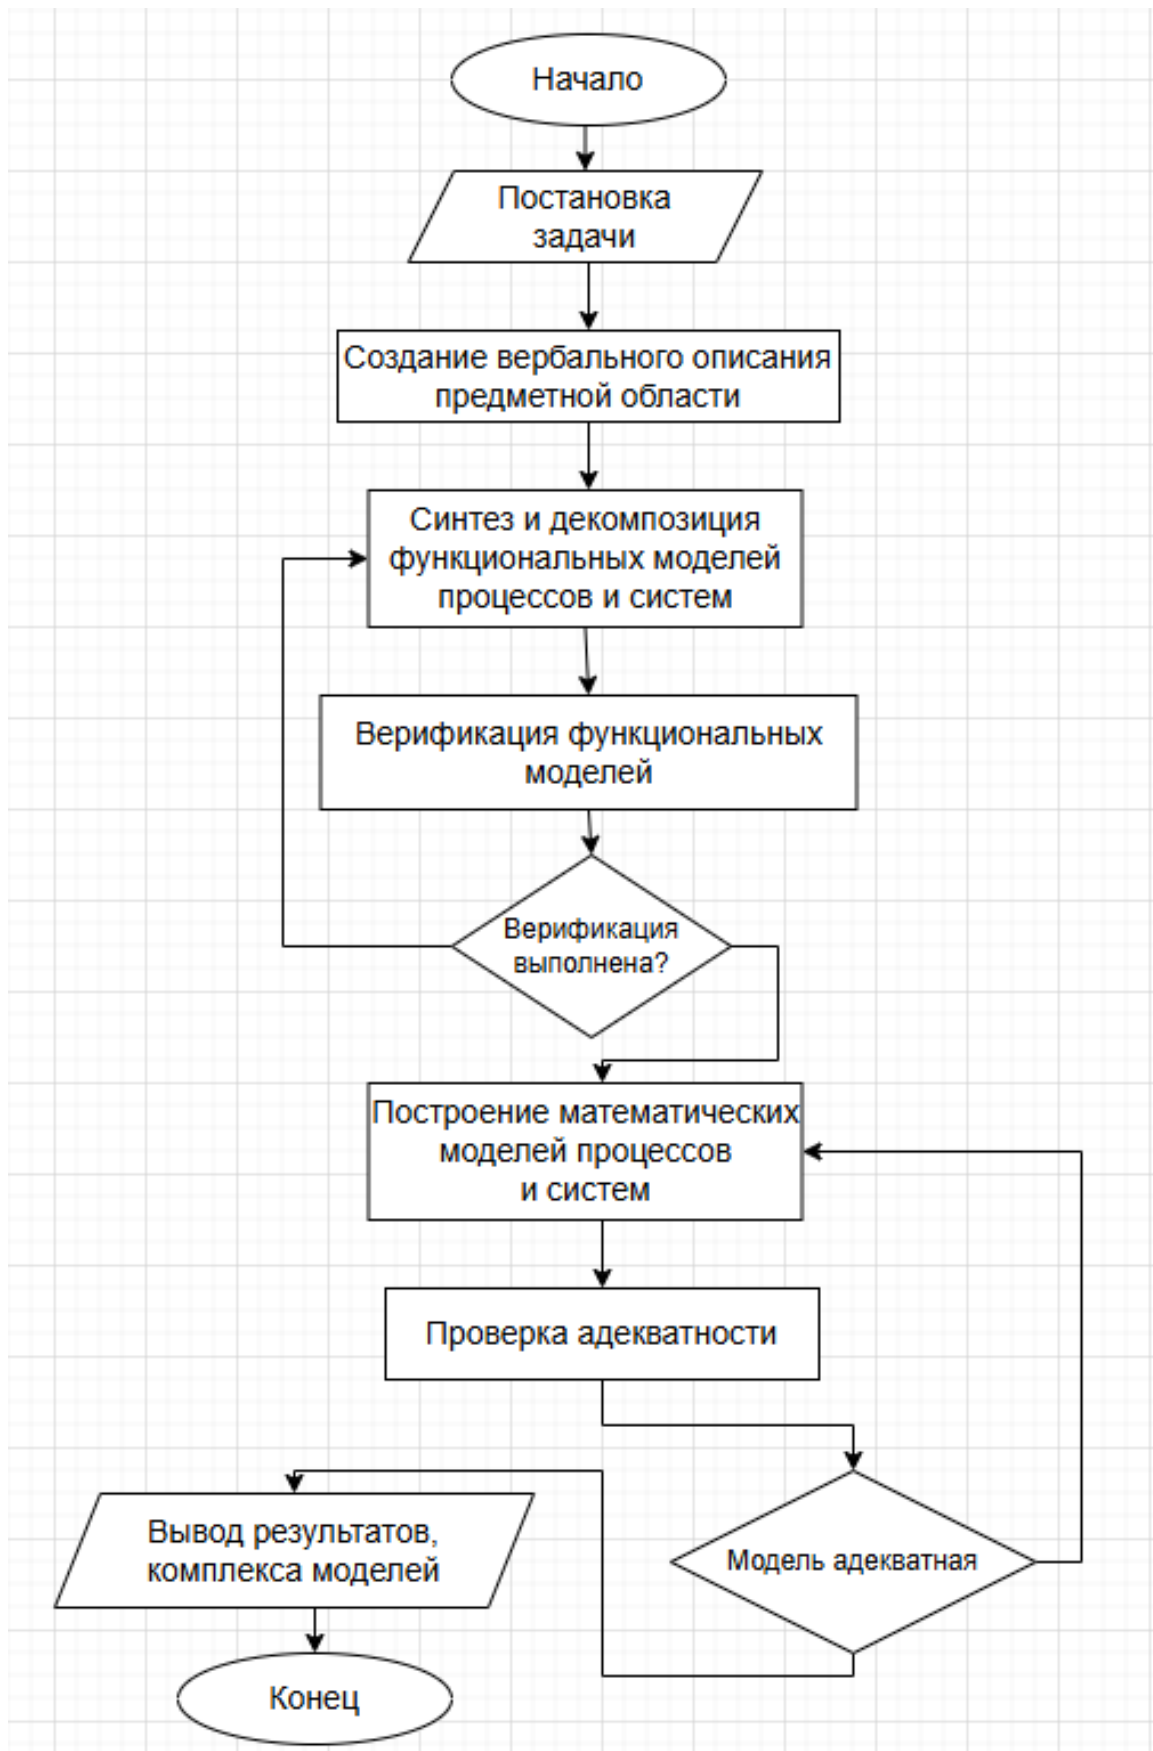 Начало
Постановка
задачи
Создание вербального описания
предметной области
Синтез и декомпозиция
функциональных моделей
процессов и систем
Верификация функциональных
моделей
Верификация
выполнена?
Построение математических
моделей процессов
и систем
Проверка адекватности
Модель адекватная
Вывод результатов,
комплекса моделей
Конец